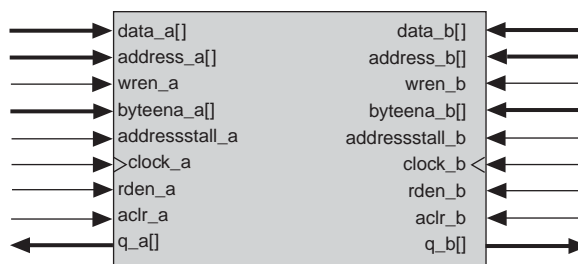 data_a[] data_b[]
address_a[] address_b[]
wren_a wren_b
byteena_a[] byteena_b[]
addressstall_a addressstall_b
clock_a clock_b
rden_a rden_b
aclr_a aclr_b
q_a[] q_b[]